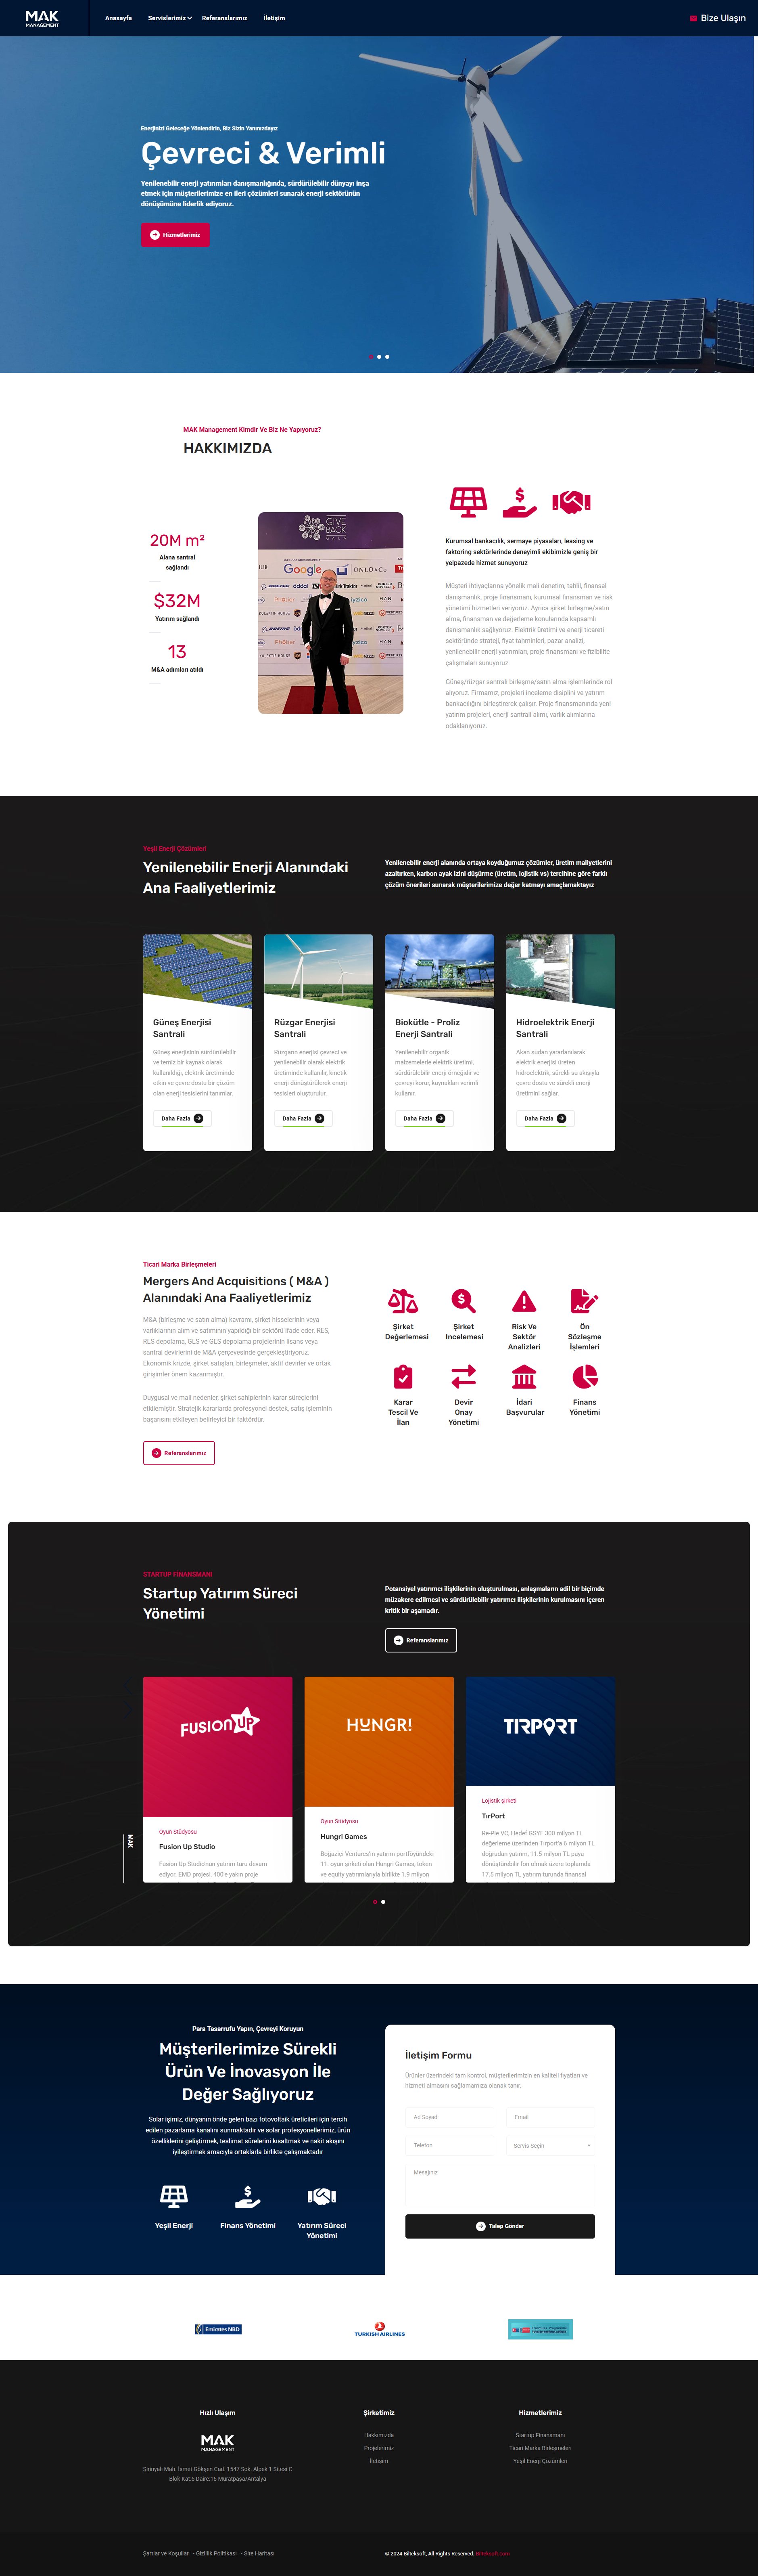 MAK
MANAGEMENT
Anasayfa
Servislerimiz
Referanslarımız
İletişim
Bize Ulaşın
Enerjinizi Geleceğe Yönlendirin, Biz Sizin Yanınızdayız
Çevreci & Verimli
Yenilenebilir enerji yatırımları danışmanlığında, sürdürülebilir dünyayı inşa
etmek için müşterilerimize en ileri çözümleri sunarak enerji sektörünün
dönüşümüne liderlik ediyoruz.
Hizmetlerimiz
MAK Management Kimdir Ve Biz Ne Yapıyoruz?
HAKKIMIZDA
20M m²
Alana santral
sağlandı
$32M
Yatırım sağlandı
13
M&A adımları atıldı
GIVE
BACK
Google
UNLU&Co
BOEING
iyzico
Kurumsal bankacılık, sermaye piyasaları, leasing ve
faktoring sektörlerinde deneyimli ekibimizle geniş bir
yelpazede hizmet sunuyoruz
Müşteri ihtiyaçlarına yönelik mali denetim, tahlil, finansal
danışmanlık, proje finansmanı, kurumsal finansman ve risk
yönetimi hizmetleri veriyoruz. Ayrıca şirket birleşme/satın
alma, finansman ve değerleme konularında kapsamlı
danışmanlık sağlıyoruz. Elektrik üretimi ve enerji ticareti
sektöründe strateji, fiyat tahminleri, pazar analizi,
yenilenebilir enerji yatırımları, proje finansmanı ve fizibilite
çalışmaları sunuyoruz
Güneş/rüzgar santrali birleşme/satın alma işlemlerinde rol
alıyoruz. Firmamız, projeleri inceleme disiplini ve yatırım
bankacılığını birleştirerek çalışır. Proje finansmanında yeni
yatırım projeleri, enerji santrali alımı, varlık alımlarına
odaklanıyoruz.
Yeşil Enerji Çözümleri
Yenilenebilir Enerji Alanındaki
Ana Faaliyetlerimiz
Yenilenebilir enerji alanında ortaya koyduğumuz çözümler, üretim maliyetlerini
azaltırken, karbon ayak izini düşürme (üretim, lojistik vs) tercihine göre farklı
çözüm önerileri sunarak müşterilerimize değer katmayı amaçlamaktayız
Güneş Enerjisi
Santrali
Güneş enerjisinin sürdürülebilir
ve temiz bir kaynak olarak
kullanıldığı, elektrik üretiminde
etkin ve çevre dostu bir çözüm
olan enerji tesislerini tanımlar.
Daha Fazla
Rüzgar Enerjisi
Santrali
Rüzgarın enerjisi çevreci ve
yenilenebilir olarak elektrik
üretiminde kullanılır, kinetik
enerji dönüştürülerek enerji
tesisleri oluşturulur.
Daha Fazla
Biokütle - Proliz
Enerji Santrali
Yenilenebilir organik
malzemelerle elektrik üretimi,
sürdürülebilir enerji örneğidir ve
çevreyi korur, kaynakları verimli
kullanır.
Daha Fazla
Hidroelektrik Enerji
Santrali
Akan sudan yararlanılarak
elektrik enerjisi üreten
hidroelektrik, sürekli su akışıyla
çevre dostu ve sürekli enerji
üretimini sağlar.
Daha Fazla
Ticari Marka Birleşmeleri
Mergers And Acquisitions ( M&A )
Alanındaki Ana Faaliyetlerimiz
M&A (birleşme ve satın alma) kavramı, şirket hisselerinin veya
varlıklarının alım ve satımının yapıldığı bir sektörü ifade eder. RES,
RES depolama, GES ve GES depolama projelerinin lisans veya
santral devirlerini de M&A çerçevesinde gerçekleştiriyoruz.
Ekonomik krizde, şirket satışları, birleşmeler, aktif devirler ve ortak
girişimler önem kazanmıştır.
Duygusal ve mali nedenler, şirket sahiplerinin karar süreçlerini
etkilemiştir. Stratejik kararlarda profesyonel destek, satış işleminin
başarısını etkileyen belirleyici bir faktördür.
Referanslarımız
Şirket
Değerlemesi
Şirket
İncelemesi
Risk Ve
Sektör
Analizleri
Ön
Sözleşme
İşlemleri
Karar
Tescil Ve
İlan
Devir
Onay
Yönetimi
İdari
Başvurular
Finans
Yönetimi
STARTUP FİNANSMANI
Startup Yatırım Süreci
Yönetimi
Potansiyel yatırımcı ilişkilerinin oluşturulması, anlaşmaların adil bir biçimde
müzakere edilmesi ve sürdürülebilir yatırımcı ilişkilerinin kurulmasını içeren
kritik bir aşamadır.
Referanslarımız
MAK
FUSION UP
Oyun Stüdyosu
Fusion Up Studio
Fusion Up Studio'nun yatırım turu devam
ediyor. EMD projesi, 400'e yakın proje
HUNGRI
Oyun Stüdyosu
Hungri Games
Boğaziçi Ventures'ın yatırım portföyündeki
11. oyun şirketi olan Hungri Games, token
ve equity yatırımlarıyla birlikte 1.9 milyon
TIRPORT
Lojistik şirketi
TırPort
Re-Pie VC, Hedef GSYF 300 milyon TL
değerleme üzerinden Tırport'a 6 milyon TL
doğrudan yatırım, 11.5 milyon TL paya
dönüştürebilir fon olmak üzere toplamda
17.5 milyon TL yatırım turunda finansal
Para Tasarrufu Yapın, Çevreyi Koruyun
Müşterilerimize Sürekli
Ürün Ve İnovasyon İle
Değer Sağlıyoruz
Solar işimiz, dünyanın önde gelen bazı fotovoltaik üreticileri için tercih
edilen pazarlama kanalını sunmaktadır ve solar profesyonellerimiz, ürün
özelliklerini geliştirmek, teslimat sürelerini kısaltmak ve nakit akışını
iyileştirmek amacıyla ortaklarla birlikte çalışmaktadır
Yeşil Enerji
Finans Yönetimi
Yatırım Süreci
Yönetimi
İletişim Formu
Ürünler üzerindeki tam kontrol, müşterilerimizin en kaliteli fiyatları ve
hizmeti almasını sağlamamıza olanak tanır.
Ad Soyad
Email
Telefon
Servis Seçin
Mesajınız
Talep Gönder
Emirates NBD
TURKISH AIRLINES
Hızlı Ulaşım
MAK
MANAGEMENT
Şirinyalı Mah. İsmet Gökşen Cad. 1547 Sok. Alpek 1 Sitesi C
Blok Kat:6 Daire:16 Muratpaşa/Antalya
Şirketimiz
Hakkımızda
Projelerimiz
İletişim
Hizmetlerimiz
Startup Finansmanı
Ticari Marka Birleşmeleri
Yeşil Enerji Çözümleri
Şartlar ve Koşullar - Gizlilik Politikası - Site Haritası
© 2024 Bilteksoft, All Rights Reserved. Bilteksoft.com